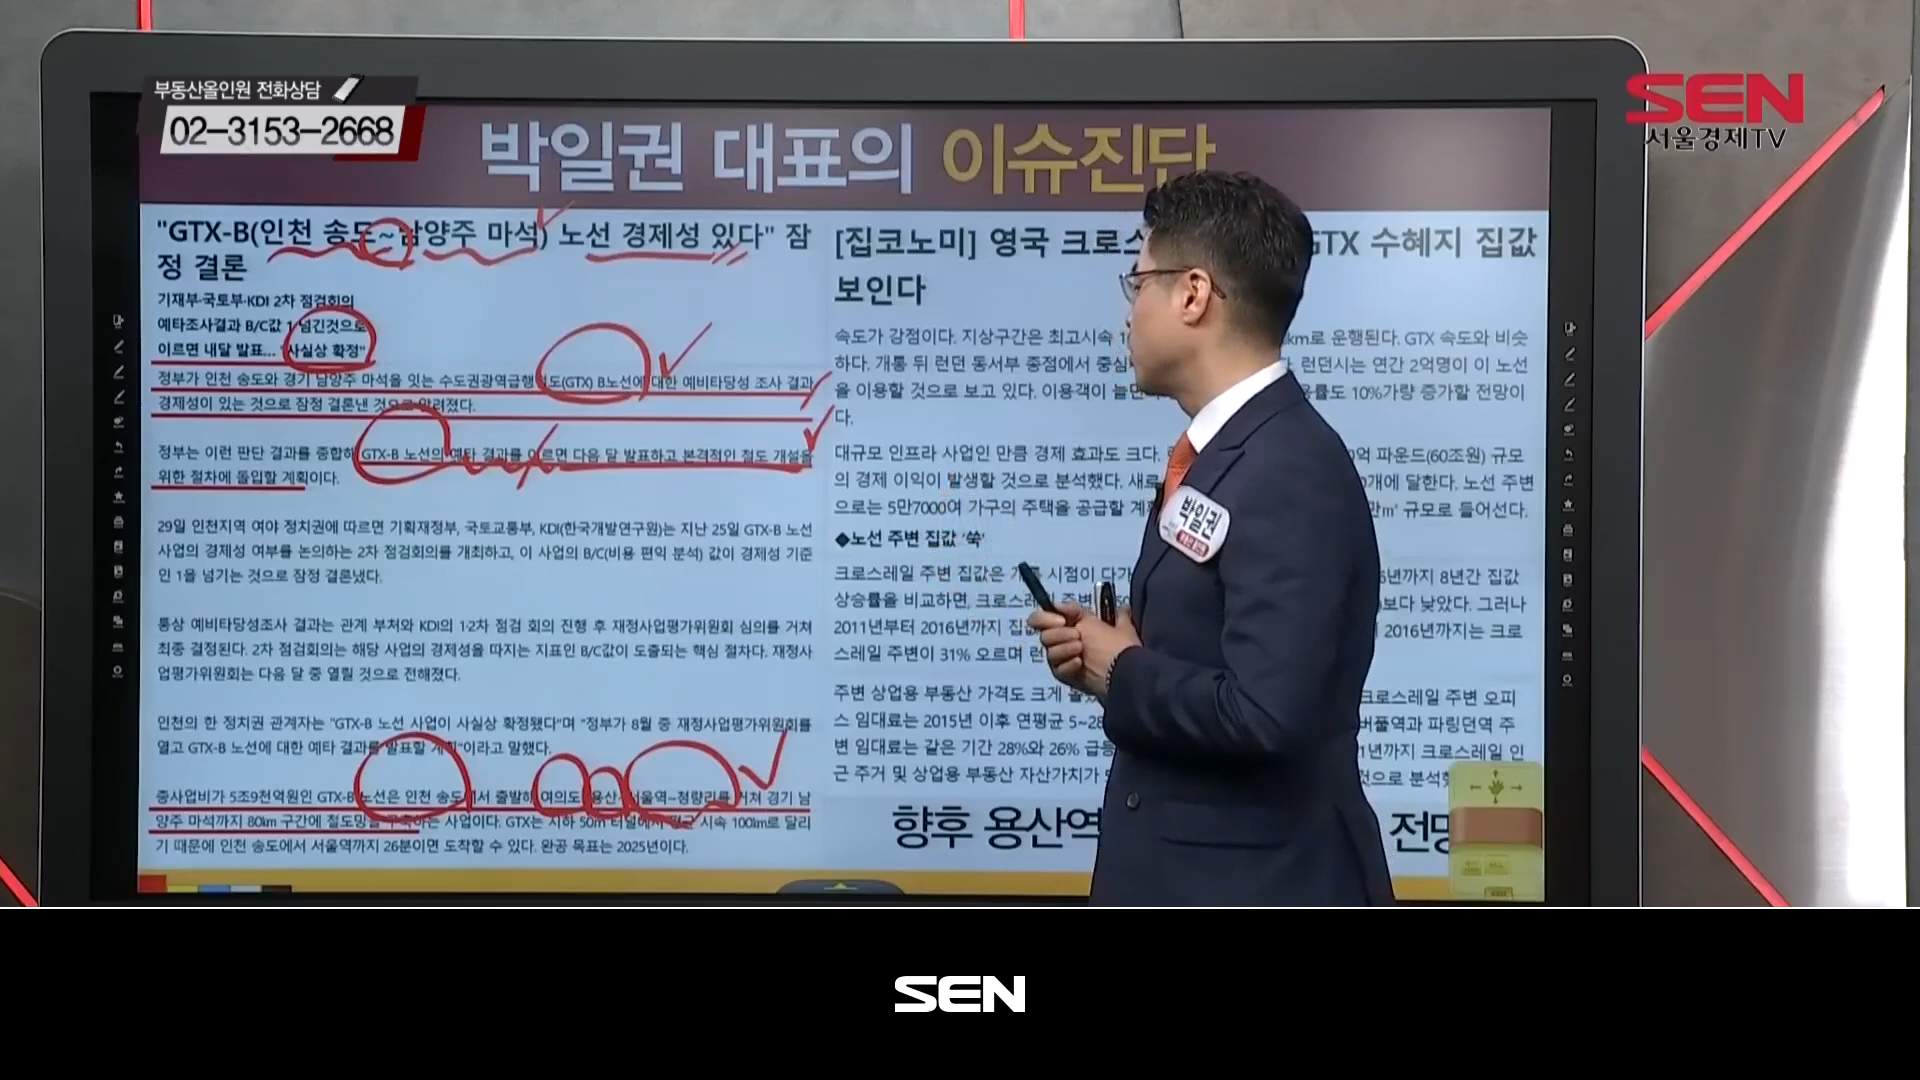 부동산올인원 전화상담
02-3153-2668
SEN
서울경제TV
박일권 대표의 이슈진단
"GTX-B(인천 송도~남양주 마석) 노선 경제성 있다" 잠
정 결론
기재부·국토부·KDI 2차 점검회의
예타조사결과 B/C값 1 넘긴것으로
이르면 내달 발표... "사실상 확정"
정부가 인천 송도와 경기 남양주 마석을 잇는 수도권광역급행철도(GTX) B노선에 대한 예비타당성 조사 결과
경제성이 있는 것으로 잠정 결론낸 것으로 알려졌다.
정부는 이런 판단 결과를 종합해 GTX-B 노선의 예타 결과를 이르면 다음 달 발표하고 본격적인 철도 개설을
위한 절차에 돌입할 계획이다.
29일 인천지역 여야 정치권에 따르면 기획재정부, 국토교통부, KDI(한국개발연구원)는 지난 25일 GTX-B 노선
사업의 경제성 여부를 논의하는 2차 점검회의를 개최하고, 이 사업의 B/C(비용 편익 분석) 값이 경제성 기준
인 1을 넘기는 것으로 잠정 결론냈다.
통상 예비타당성조사 결과는 관계 부처와 KDI의 1·2차 점검 회의 진행 후 재정사업평가위원회 심의를 거쳐
최종 결정된다. 2차 점검회의는 해당 사업의 경제성을 따지는 지표인 B/C값이 도출되는 핵심 절차다. 재정사
업평가위원회는 다음 달 중 열릴 것으로 전해졌다.
인천의 한 정치권 관계자는 "GTX-B 노선 사업이 사실상 확정됐다"며 "정부가 8월 중 재정사업평가위원회를
열고 GTX-B 노선에 대한 예타 결과를 발표할 계획"이라고 말했다.
총사업비가 5조9천억원인 GTX-B 노선은 인천 송도에서 출발해 여의도~용산~서울역~청량리를 거쳐 경기 남
양주 마석까지 80km 구간에 철도망을 구축하는 사업이다. GTX는 지하 50m 터널에서 평균 시속 100km로 달리
기 때문에 인천 송도에서 서울역까지 26분이면 도착할 수 있다. 완공 목표는 2025년이다.
[집코노미] 영국 크로스 GTX 수혜지 집값
보인다
속도가 강점이다. 지상구간은 최고시속 km로 운행된다. GTX 속도와 비슷
하다. 개통 뒤 런던 동서부 종점에서 런던시는 연간 2억명이 이 노선
을 이용할 것으로 보고 있다. 이용객이 률도 10%가량 증가할 전망이
다.
대규모 인프라 사업인 만큼 경제 효과도 크다. 파운드(60조원) 규모
의 경제 이익이 발생할 것으로 분석했다. 새로 개에 달한다. 노선 주변
으로는 5만7000여 가구의 주택을 공급할 규모로 들어선다.
◆노선 주변 집값 '쑥'
크로스레일 주변 집값은 시점이 년까지 8년간 집값
상승률을 비교하면, 크로스레일 주변 보다 낮았다. 그러나
2011년부터 2016년까지 2016년까지는 크로
스레일 주변이 31% 오르며
주변 상업용 부동산 가격도 크게 크로스레일 주변 오피
스 임대료는 2015년 이후 연평균 버풀역과 파링던역 주
변 임대료는 같은 기간 28%와 26% 년까지 크로스레일 인
근 주거 및 상업용 부동산 자산가치가 것으로
향후 용산역 전망
박일권
SEN